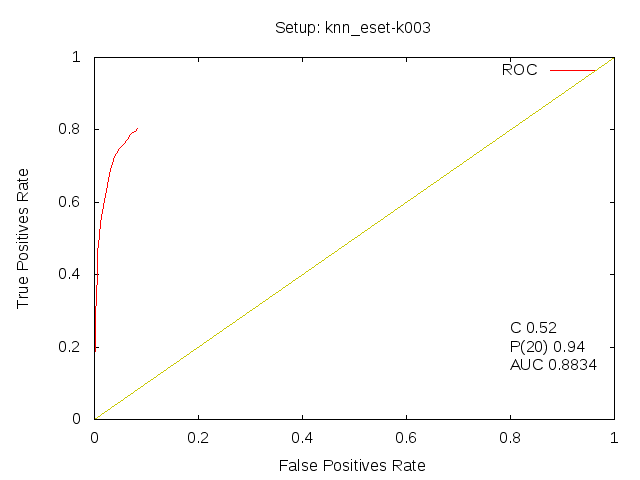 Setup: knn_eset-k003
1
ROC
0.8
0.6
True Positives Rate
0.4
C 0.52
0.2
P(20) 0.94
AUC 0.8834
0
0 0.2 0.4 0.6 0.8 1
False Positives Rate